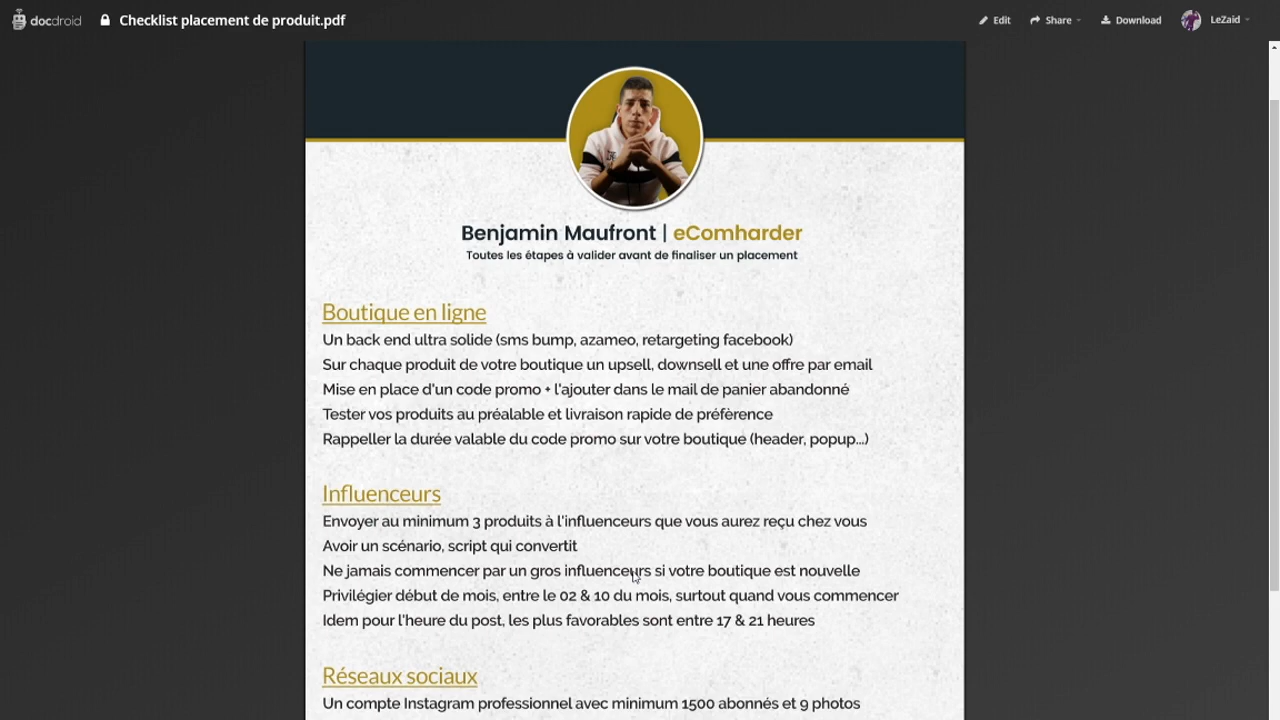 docdroid
Checklist placement de produit.pdf
Edit
Share
Download
LeZaid
Benjamin Maufront | eComharder
Toutes les étapes à valider avant de finaliser un placement
Boutique en ligne
Un back end ultra solide (sms bump, azameo, retargeting facebook)
Sur chaque produit de votre boutique un upsell, downsell et une offre par email
Mise en place d'un code promo + l'ajouter dans le mail de panier abandonné
Tester vos produits au préalable et livraison rapide de préférence
Rappeller la durée valable du code promo sur votre boutique (header, popup...)
Influenceurs
Envoyer au minimum 3 produits à l'influenceurs que vous aurez reçu chez vous
Avoir un scénario, script qui convertit
Ne jamais commencer par un gros influenceurs si votre boutique est nouvelle
Privilégier début de mois, entre le 02 & 10 du mois, surtout quand vous commencer
Idem pour l'heure du post, les plus favorables sont entre 17 & 21 heures
Réseaux sociaux
Un compte Instagram professionnel avec minimum 1500 abonnés et 9 photos